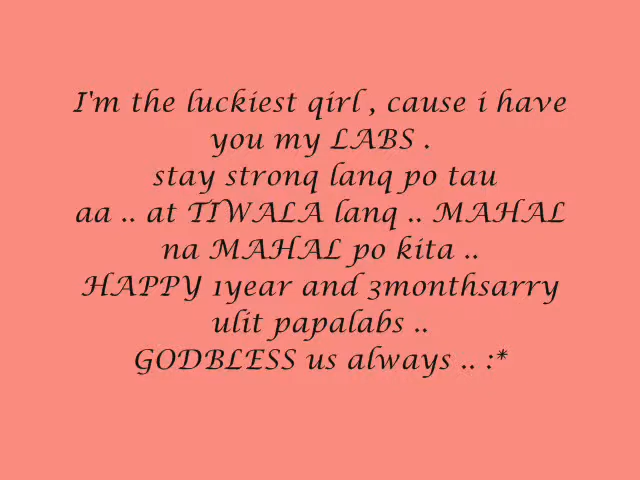 I'm the luckiest qirl , cause i have
you my LABS .
stay stronq lanq po tau
aa .. at TIWALA lanq .. MAHAL
na MAHAL po kita ..
HAPPY 1year and 3monthsarry
ulit papalabs ..
GODBLESS us always .. :*